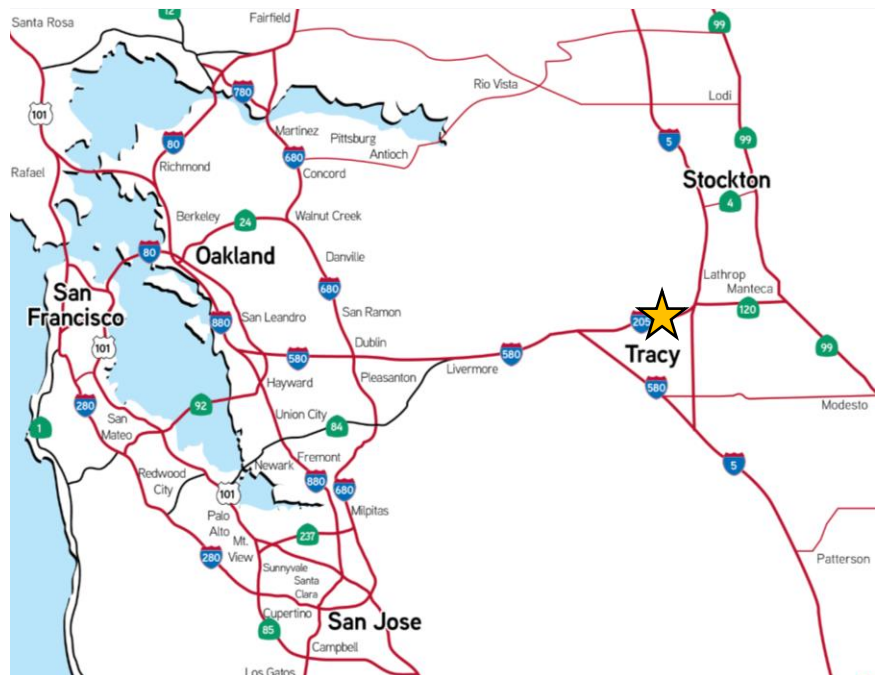 Santa Rosa
12
Fairfield
99
101
780
Rio Vista
Lodi
80
Martinez
Pittsburg
Antioch
5
99
Rafael
Richmond
680
Concord
Stockton
4
Berkeley
24
Walnut Creek
80
Oakland
Danville
Lathrop
Manteca
San
Francisco
680
San Ramon
880
San Leandro
205
120
101
Dublin
Tracy
99
580
Livermore
580
Hayward
Pleasanton
580
280
92
Modesto
1
San
Mateo
Union City
84
Redwood
City
Newark
Fremont
5
101
880
680
Palo
Alto
Milpitas
Mt.
View
237
280
Patterson
Sunnyvale
Santa
Clara
Cupertino
San Jose
85
Campbell
Los Gatos